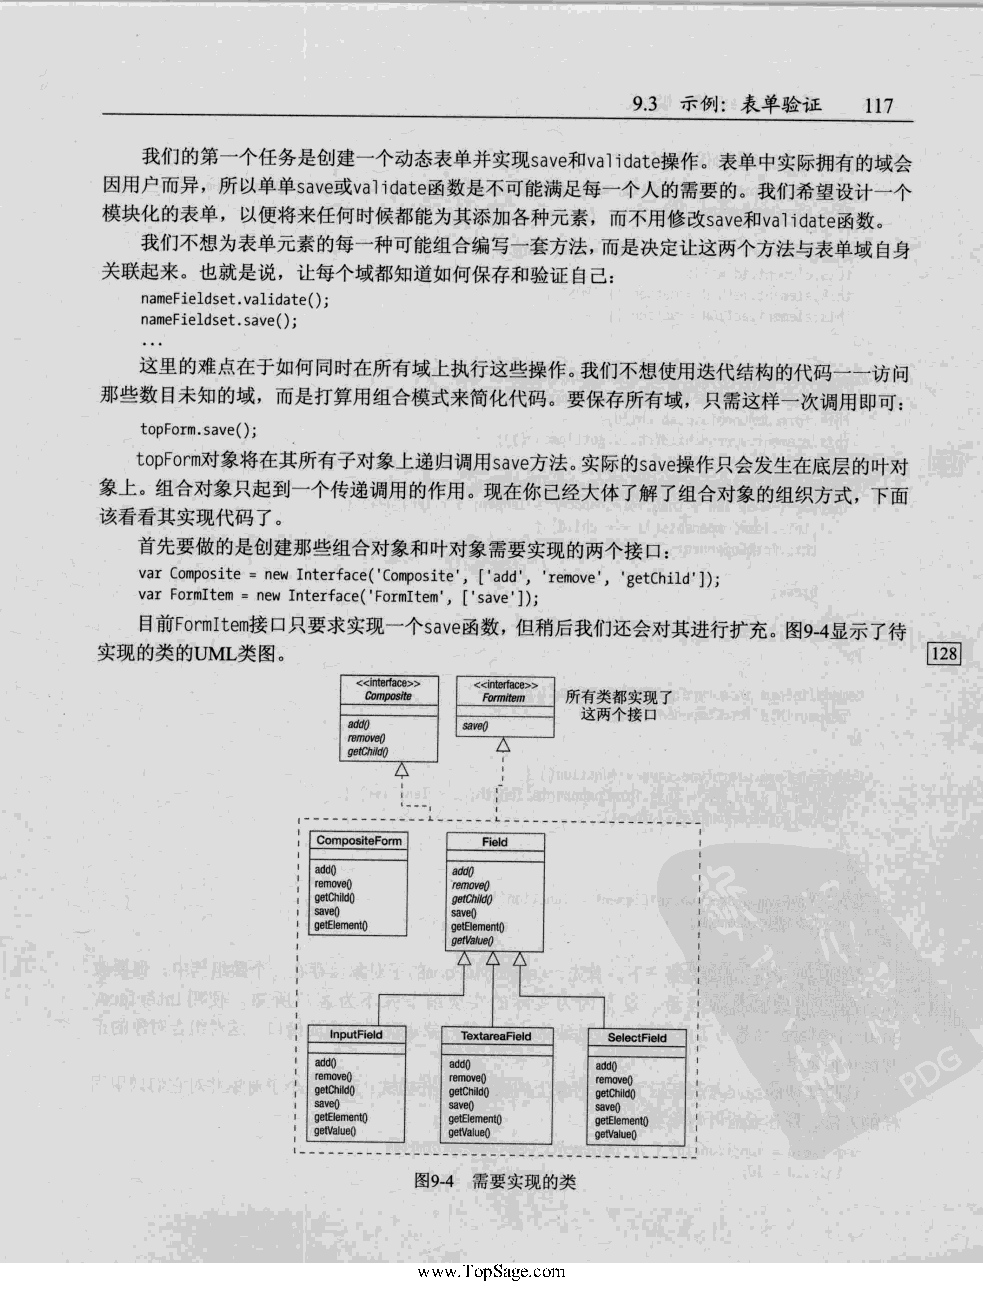 9.3 示例：表单验证 117
我们的第一个任务是创建一个动态表单并实现save和validate操作。表单中实际拥有的域会
因用户而异，所以单单save或validate函数是不可能满足每一个人的需要的。我们希望设计一个
模块化的表单，以便将来任何时候都能为其添加各种元素，而不用修改save和validate函数。
我们不想为表单元素的每一种可能组合编写一套方法，而是决定让这两个方法与表单域自身
关联起来。也就是说，让每个域都知道如何保存和验证自己：
nameFieldset.validate();
nameFieldset.save();
...
这里的难点在于如何同时在所有域上执行这些操作。我们不想使用迭代结构的代码一一访问
那些数目未知的域，而是打算用组合模式来简化代码。要保存所有域，只需这样一次调用即可：
topForm.save();
topForm对象将在其所有子对象上递归调用save方法。实际的save操作只会发生在底层的叶对
象上。组合对象只起到一个传递调用的作用。现在你已经大体了解了组合对象的组织方式，下面
该看看其实现代码了。
首先要做的是创建那些组合对象和叶对象需要实现的两个接口：
var Composite = new Interface('Composite', ['add', 'remove', 'getChild']);
var FormItem = new Interface('FormItem', ['save']);
目前FormItem接口只要求实现一个save函数，但稍后我们还会对其进行扩充。图9-4显示了待
实现的类的UML类图。
128
<<interface>>
Composite
add()
remove()
getChild()
<<interface>>
Formitem
save()
所有类都实现了
这两个接口
CompositeForm
add()
remove()
getChild()
save()
getElement()
Field
add()
remove()
getChild()
save()
getElement()
getValue()
InputField
add()
remove()
getChild()
save()
getElement()
getValue()
TextareaField
add()
remove()
getChild()
save()
getElement()
getValue()
SelectField
add()
remove()
getChild()
save()
getElement()
getValue()
PDG
图9-4 需要实现的类
www.TopSage.com